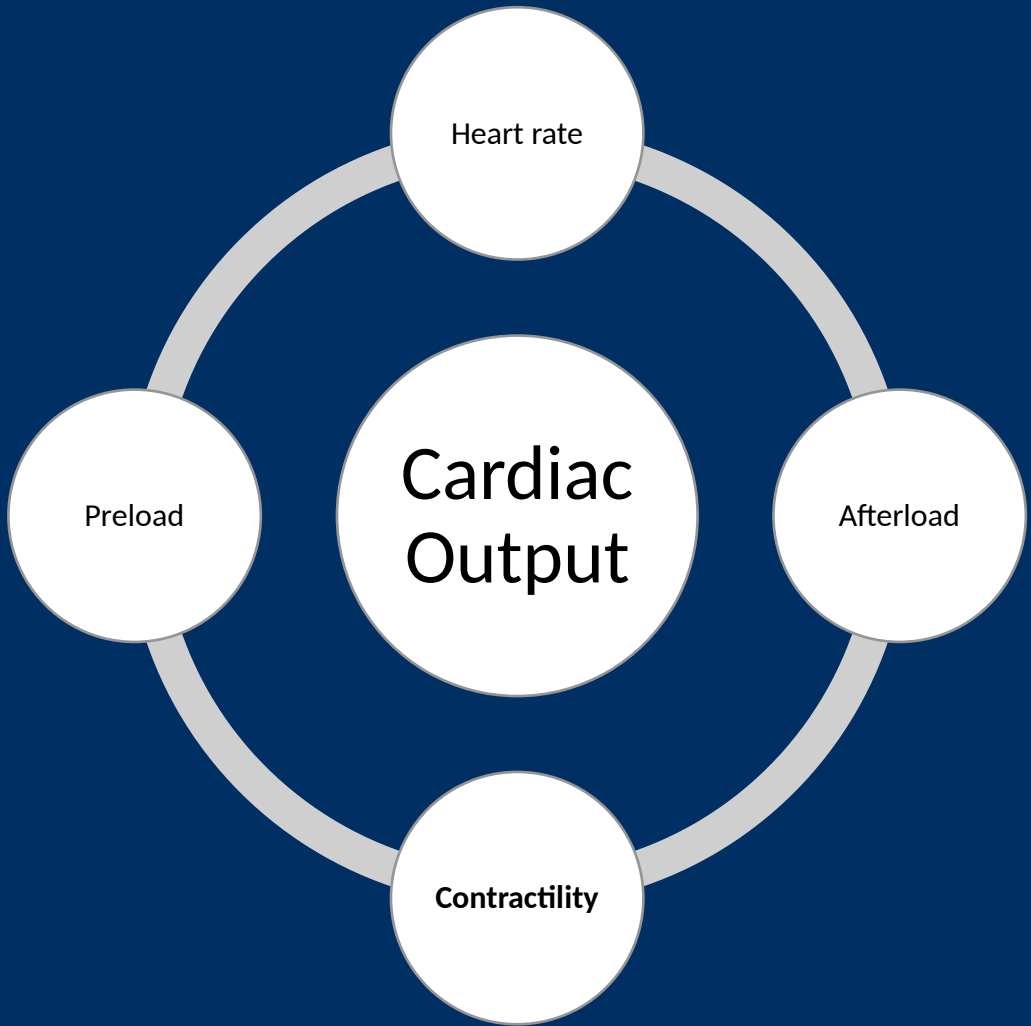 Heart rate
Preload
Cardiac
Output
Afterload
Contractility